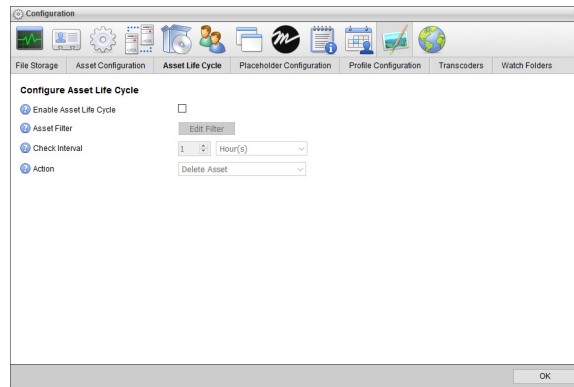 Configuration
File Storage Asset Configuration Asset Life Cycle Placeholder Configuration Profile Configuration Transcoders Watch Folders
Configure Asset Life Cycle
Enable Asset Life Cycle
Asset Filter Edit Filter
Check Interval 1 Hour(s)
Action Delete Asset
OK